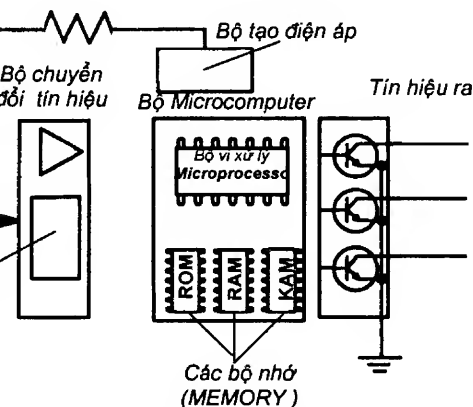 Bộ tạo điện áp
Bộ chuyển
đổi tín hiệu
Bộ Microcomputer
Tín hiệu ra
Bộ vi xử lý
Microprocesso
ROM
RAM
KAM
Các bộ nhớ
(MEMORY )